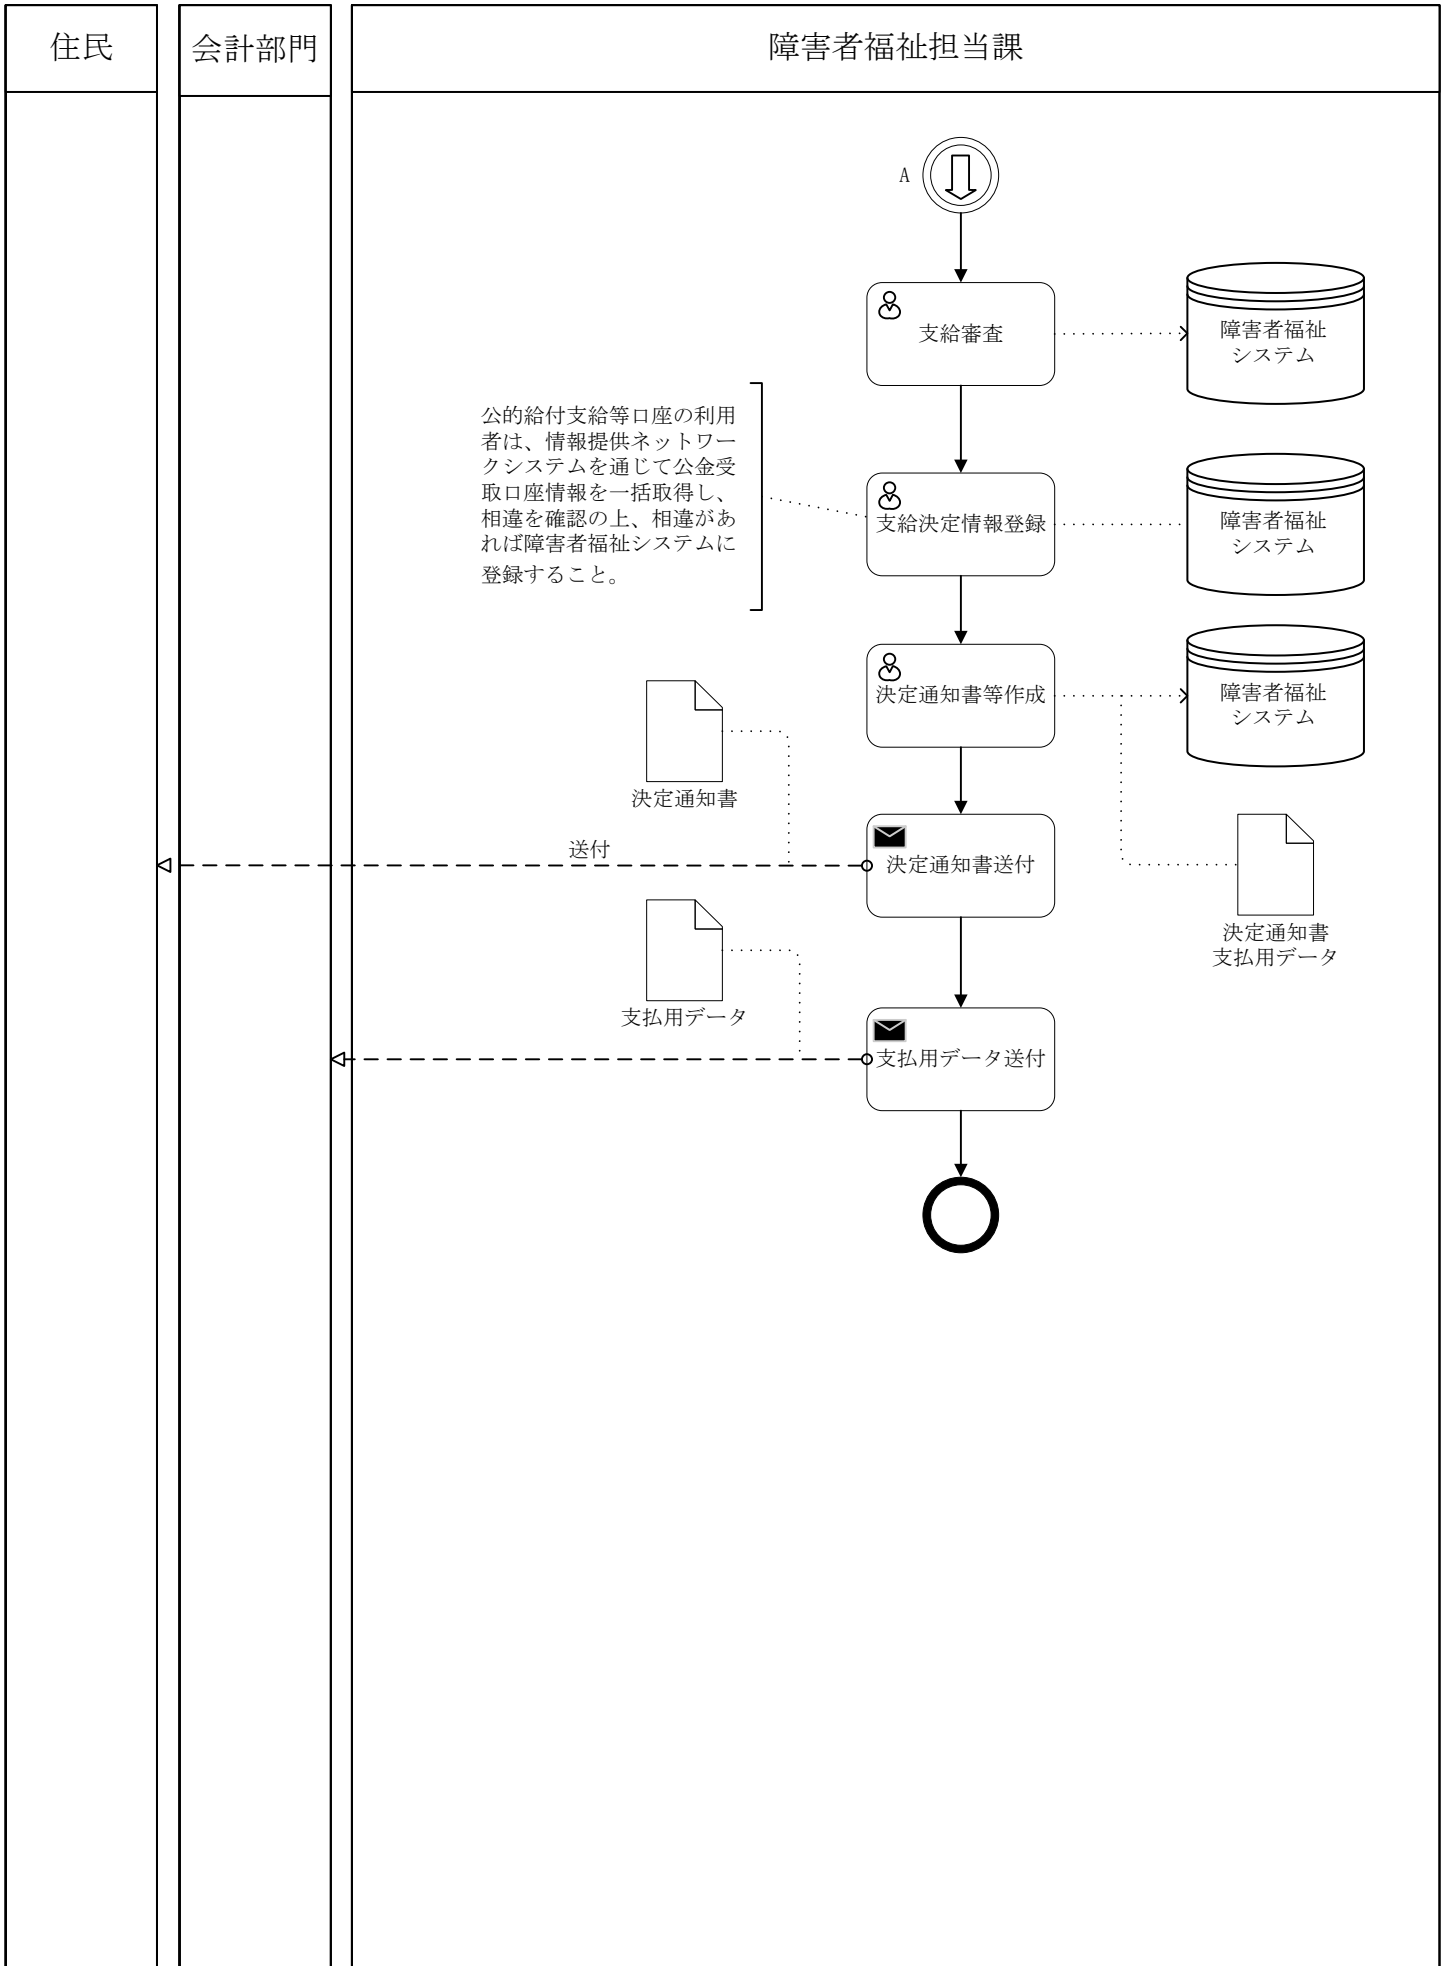 住民
会計部門
障害者福祉担当課
A
支給審査
障害者福祉
システム
公的給付支給等口座の利用
者は、情報提供ネットワー
クシステムを通じて公金受
取口座情報を一括取得し、
相違を確認の上、相違があ
れば障害者福祉システムに
登録すること。
支給決定情報登録
障害者福祉
システム
決定通知書等作成
障害者福祉
システム
決定通知書
送付
決定通知書送付
決定通知書
支払用データ
支払用データ
支払用データ送付